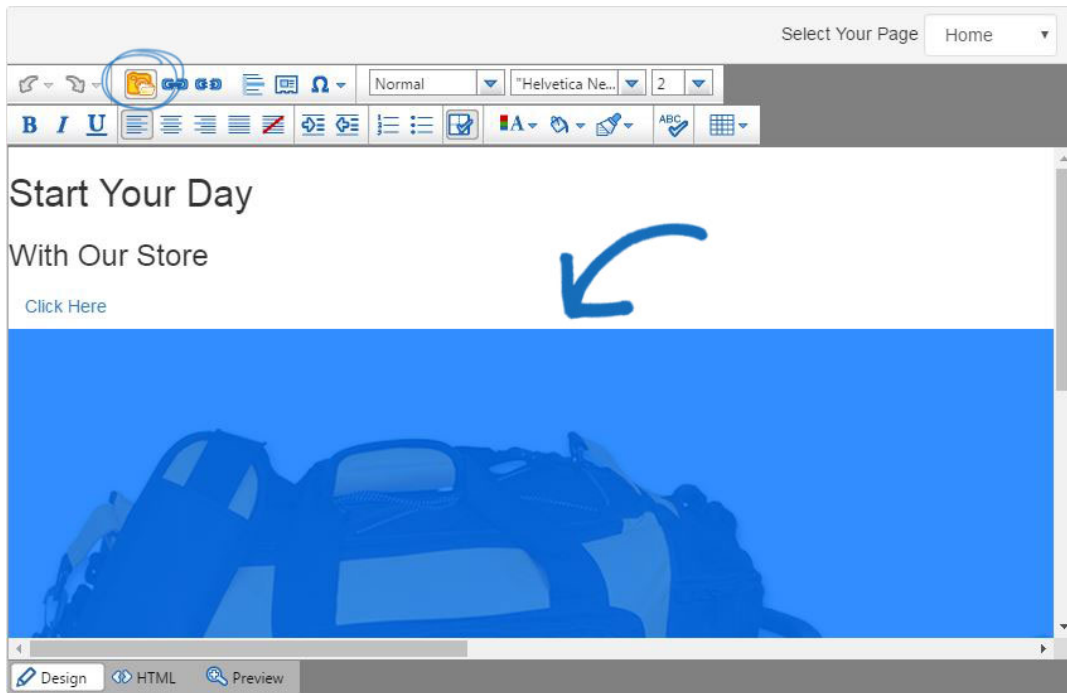 Select Your Page Home
Ω Normal "Helvetica Ne... 2
B I U A ABC
Start Your Day
With Our Store
Click Here
Design HTML Preview